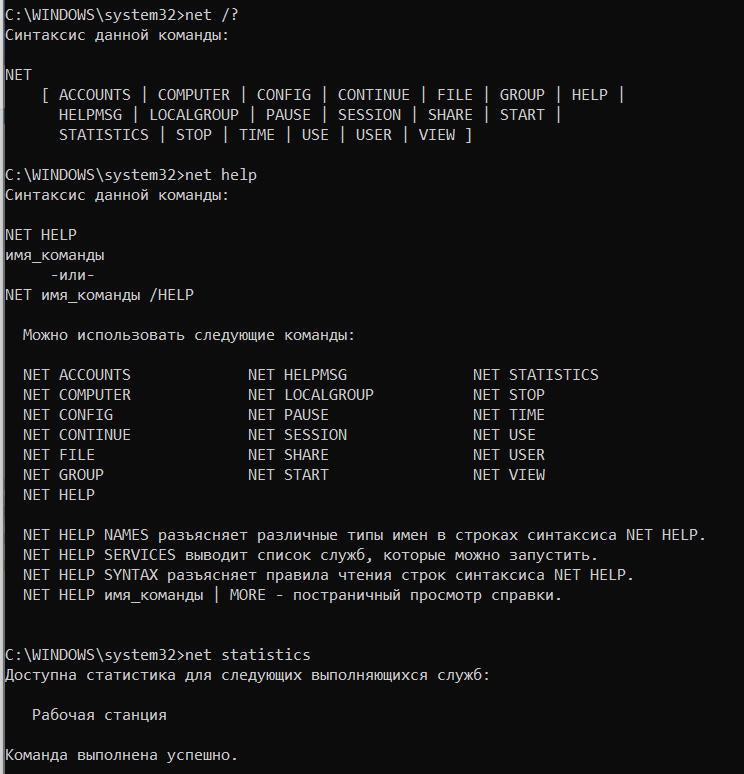 C:\WINDOWS\system32>net /?
Синтаксис данной команды:
NET
[ ACCOUNTS | COMPUTER | CONFIG | CONTINUE | FILE | GROUP | HELP |
HELPMSG | LOCALGROUP | PAUSE | SESSION | SHARE | START |
STATISTICS | STOP | TIME | USE | USER | VIEW ]
C:\WINDOWS\system32>net help
Синтаксис данной команды:
NET HELP
имя_команды
-или-
NET имя_команды /HELP
Можно использовать следующие команды:
NET ACCOUNTS NET HELPMSG NET STATISTICS
NET COMPUTER NET LOCALGROUP NET STOP
NET CONFIG NET PAUSE NET TIME
NET CONTINUE NET SESSION NET USE
NET FILE NET SHARE NET USER
NET GROUP NET START NET VIEW
NET HELP
NET HELP NAMES разъясняет различные типы имен в строках синтаксиса NET HELP.
NET HELP SERVICES выводит список служб, которые можно запустить.
NET HELP SYNTAX разъясняет правила чтения строк синтаксиса NET HELP.
NET HELP имя_команды | MORE - постраничный просмотр справки.
C:\WINDOWS\system32>net statistics
Доступна статистика для следующих выполняющихся служб:
Рабочая станция
Команда выполнена успешно.